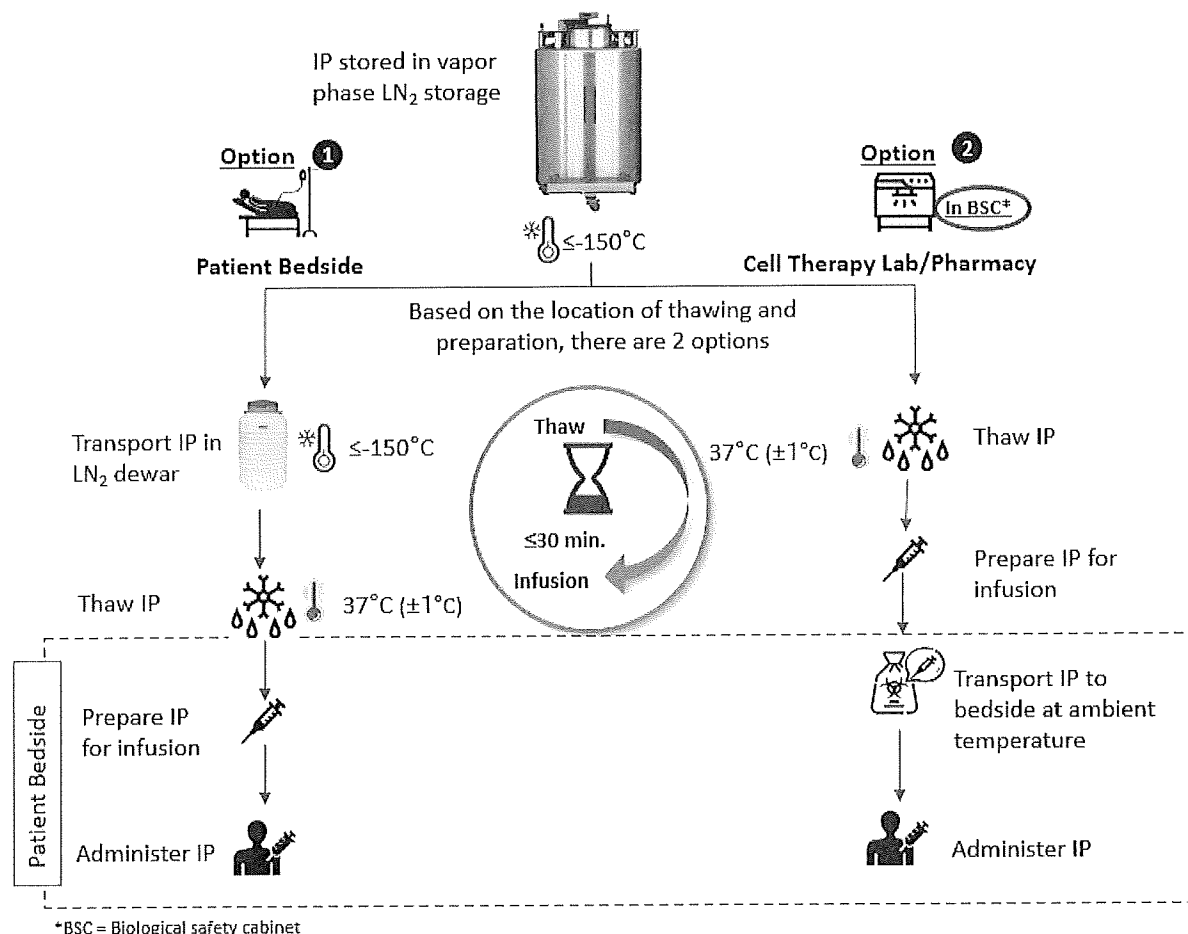 IP stored in vapor
phase LN₂ storage
Option 1
Patient Bedside
≤-150°C
Option 2
In BSC*
Cell Therapy Lab/Pharmacy
Based on the location of thawing and
preparation, there are 2 options
Transport IP in
LN₂ dewar
≤-150°C
Thaw IP
37°C (±1°C)
Thaw
≤30 min.
Infusion
37°C (±1°C)
Thaw IP
Prepare IP for
infusion
Patient Bedside
Prepare IP
for infusion
Administer IP
Transport IP to
bedside at ambient
temperature
Administer IP
*BSC = Biological safety cabinet